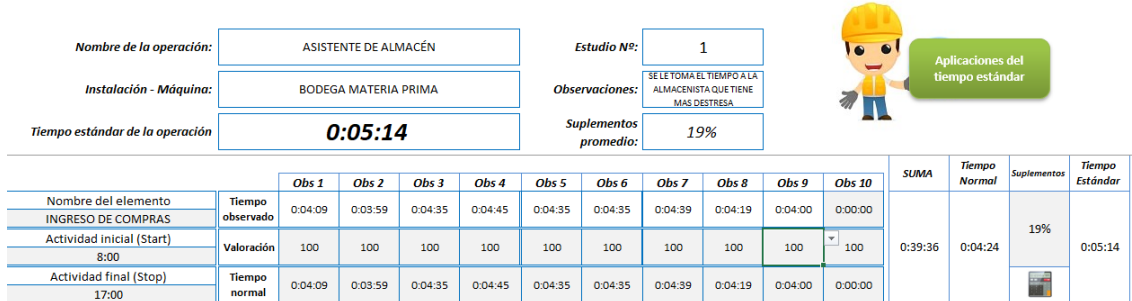 Nombre de la operación: ASISTENTE DE ALMACÉN Estudio Nº: 1
Instalación - Máquina: BODEGA MATERIA PRIMA Observaciones: SE LE TOMA EL TIEMPO A LA
ALMACENISTA QUE TIENE
MAS DESTRESA
Tiempo estándar de la operación 0:05:14 Suplementos
promedio: 19%
Aplicaciones del
tiempo estándar
Obs 1 Obs 2 Obs 3 Obs 4 Obs 5 Obs 6 Obs 7 Obs 8 Obs 9 Obs 10 SUMA Tiempo
Normal Suplementos Tiempo
Estándar
Nombre del elemento
INGRESO DE COMPRAS
Tiempo
observado 0:04:09 0:03:59 0:04:35 0:04:45 0:04:35 0:04:35 0:04:39 0:04:19 0:04:00 0:00:00
Actividad inicial (Start)
8:00
Valoración 100 100 100 100 100 100 100 100 100 100 0:39:36 0:04:24 19% 0:05:14
Actividad final (Stop)
17:00
Tiempo
normal 0:04:09 0:03:59 0:04:35 0:04:45 0:04:35 0:04:35 0:04:39 0:04:19 0:04:00 0:00:00